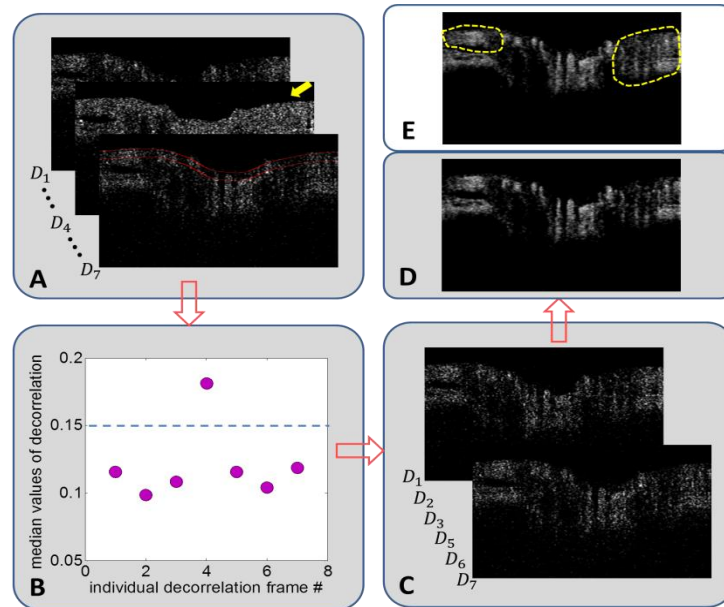 D₁
D₄
D₇
A
E
D
0.2
0.15
0.1
0.05
0
2
4
6
8
median values of decorrelation
individual decorrelation frame #
B
D₁
D₂
D₃
D₅
D₆
D₇
C